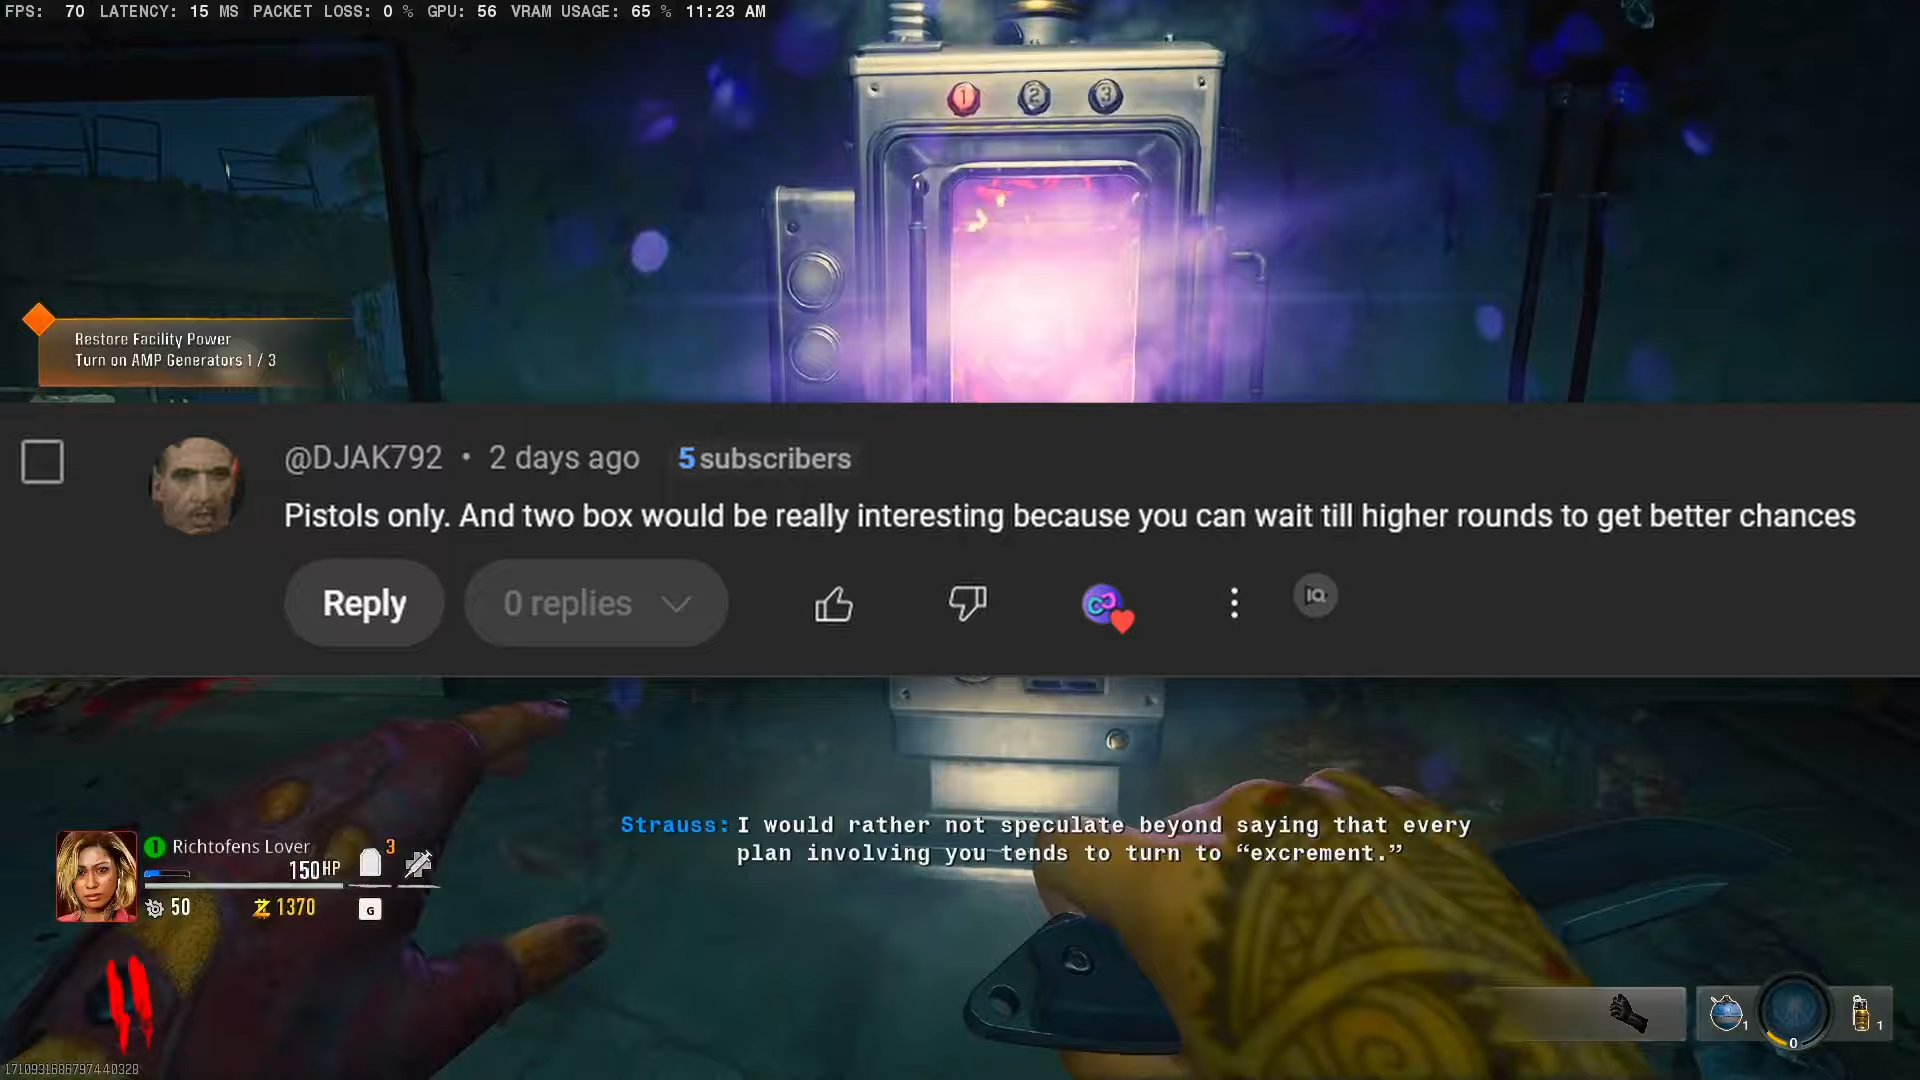 FPS: 70 LATENCY: 15 MS PACKET LOSS: 0 % GPU: 56 VRAM USAGE: 65 % 11:23 AM
1 2 3
Restore Facility Power
Turn on AMP Generators 1 / 3
@DJAK792 • 2 days ago 5 subscribers
Pistols only. And two box would be really interesting because you can wait till higher rounds to get better chances
Reply 0 replies
Strauss: I would rather not speculate beyond saying that every
plan involving you tends to turn to “excrement.”
1 Richtofens Lover
150 HP 3
50 1370 G
1 0 1
1710931686797440328